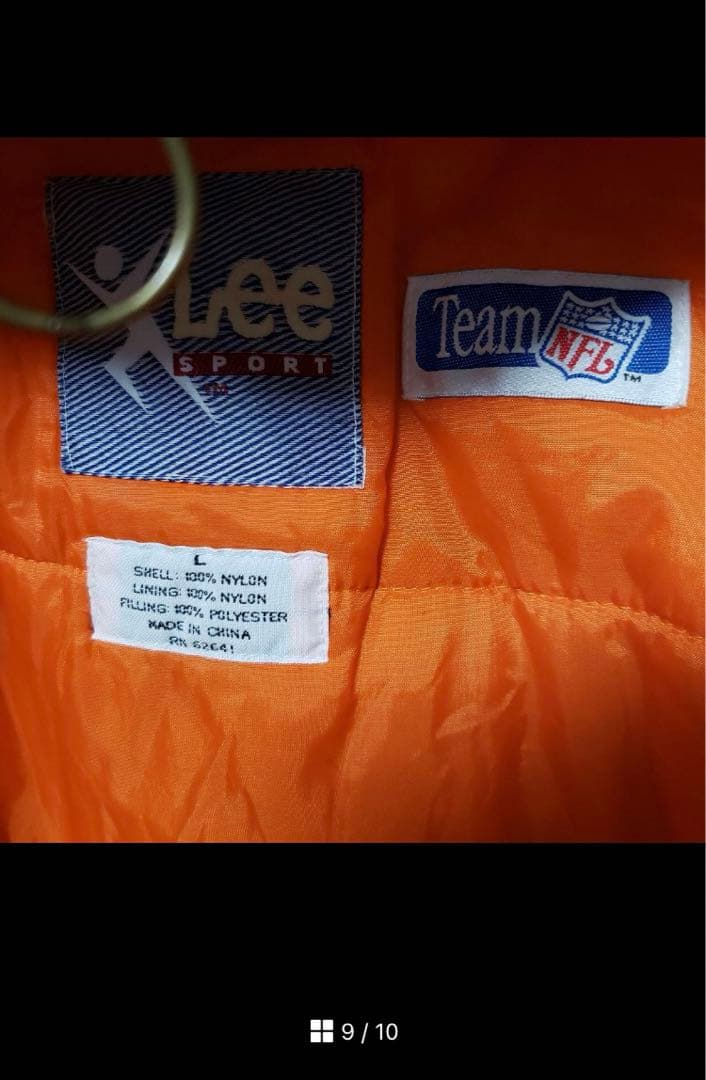 Lee
SPORT
TM
Team NFL
TM
L
SHELL: 100% NYLON
LINING: 100% NYLON
FILLING: 100% POLYESTER
MADE IN CHINA
RN 62641
9 / 10